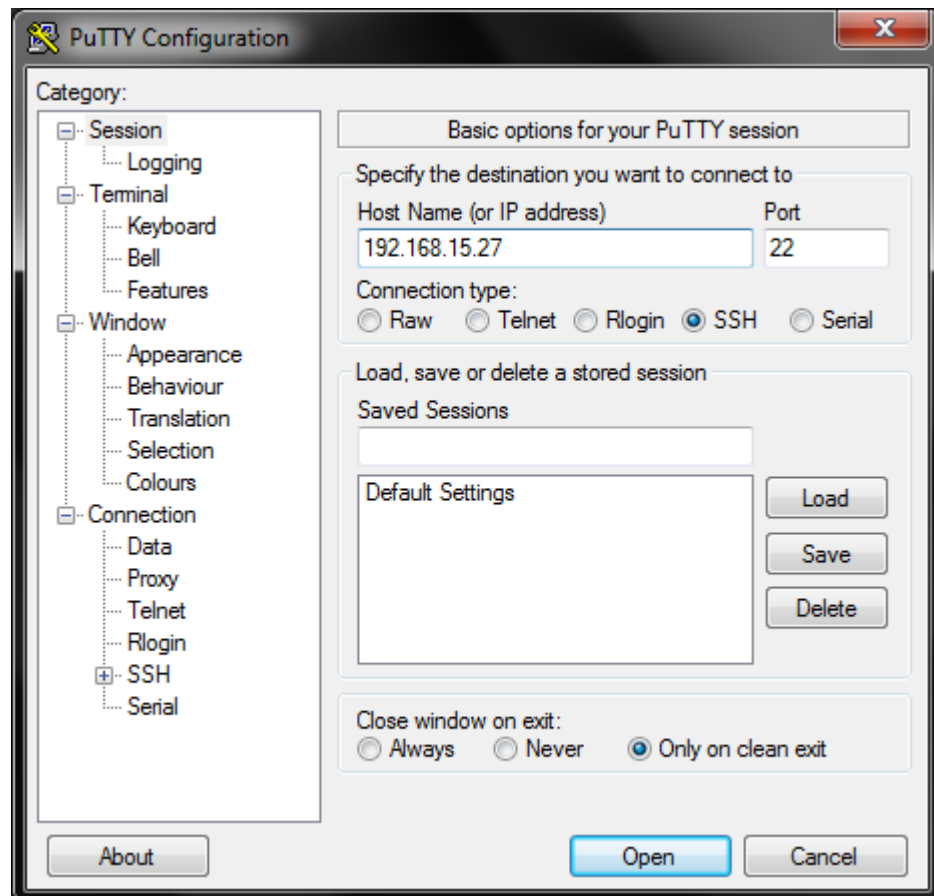 PuTTY Configuration
Category:
Session
Logging
Terminal
Keyboard
Bell
Features
Window
Appearance
Behaviour
Translation
Selection
Colours
Connection
Data
Proxy
Telnet
Rlogin
SSH
Serial
Basic options for your PuTTY session
Specify the destination you want to connect to
Host Name (or IP address) Port
192.168.15.27 22
Connection type:
Raw Telnet Rlogin SSH Serial
Load, save or delete a stored session
Saved Sessions
Default Settings
Load
Save
Delete
Close window on exit:
Always Never Only on clean exit
About Open Cancel